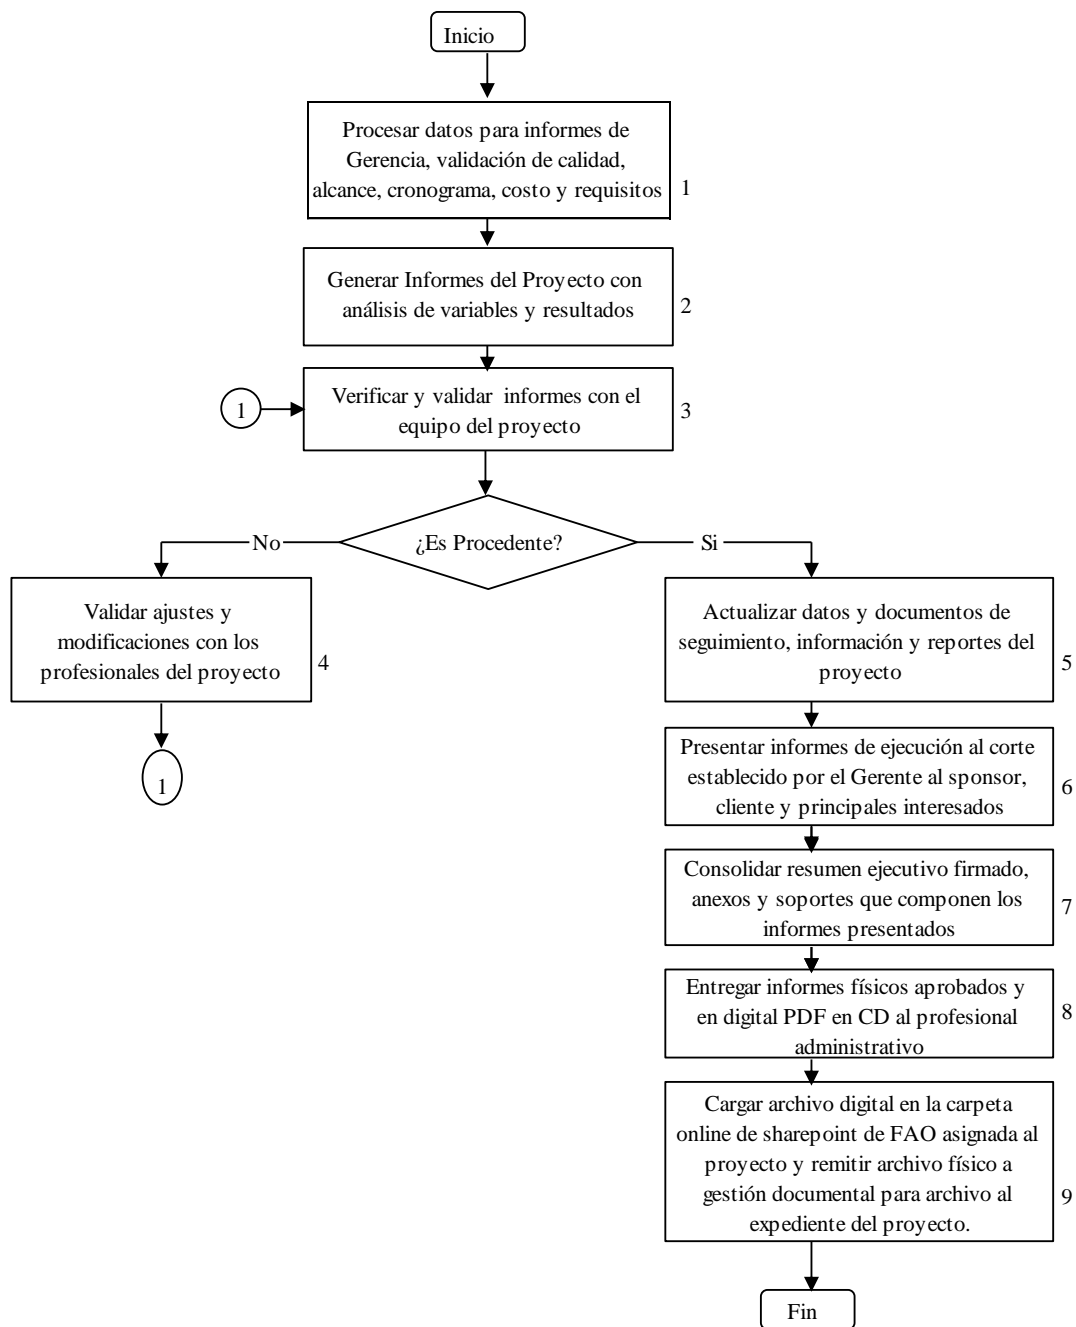 Inicio
Procesar datos para informes de
Gerencia, validación de calidad,
alcance, cronograma, costo y requisitos
1
Generar Informes del Proyecto con
análisis de variables y resultados
2
1
Verificar y validar informes con el
equipo del proyecto
3
¿Es Procedente?
No
Si
Validar ajustes y
modificaciones con los
profesionales del proyecto
4
1
Actualizar datos y documentos de
seguimiento, información y reportes del
proyecto
5
Presentar informes de ejecución al corte
establecido por el Gerente al sponsor,
cliente y principales interesados
6
Consolidar resumen ejecutivo firmado,
anexos y soportes que componen los
informes presentados
7
Entregar informes físicos aprobados y
en digital PDF en CD al profesional
administrativo
8
Cargar archivo digital en la carpeta
online de sharepoint de FAO asignada al
proyecto y remitir archivo físico a
gestión documental para archivo al
expediente del proyecto.
9
Fin